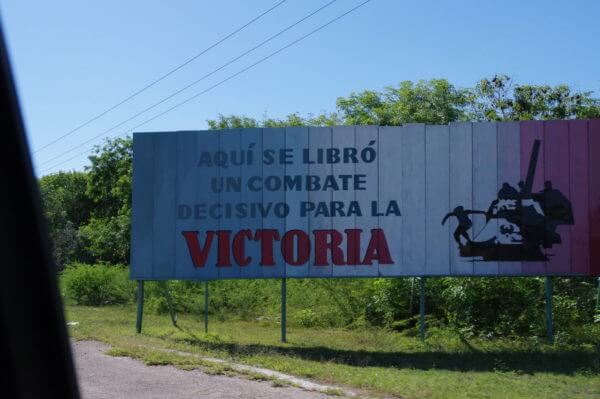 AQUÍ SE LIBRÓ
UN COMBATE
DECISIVO PARA LA
VICTORIA